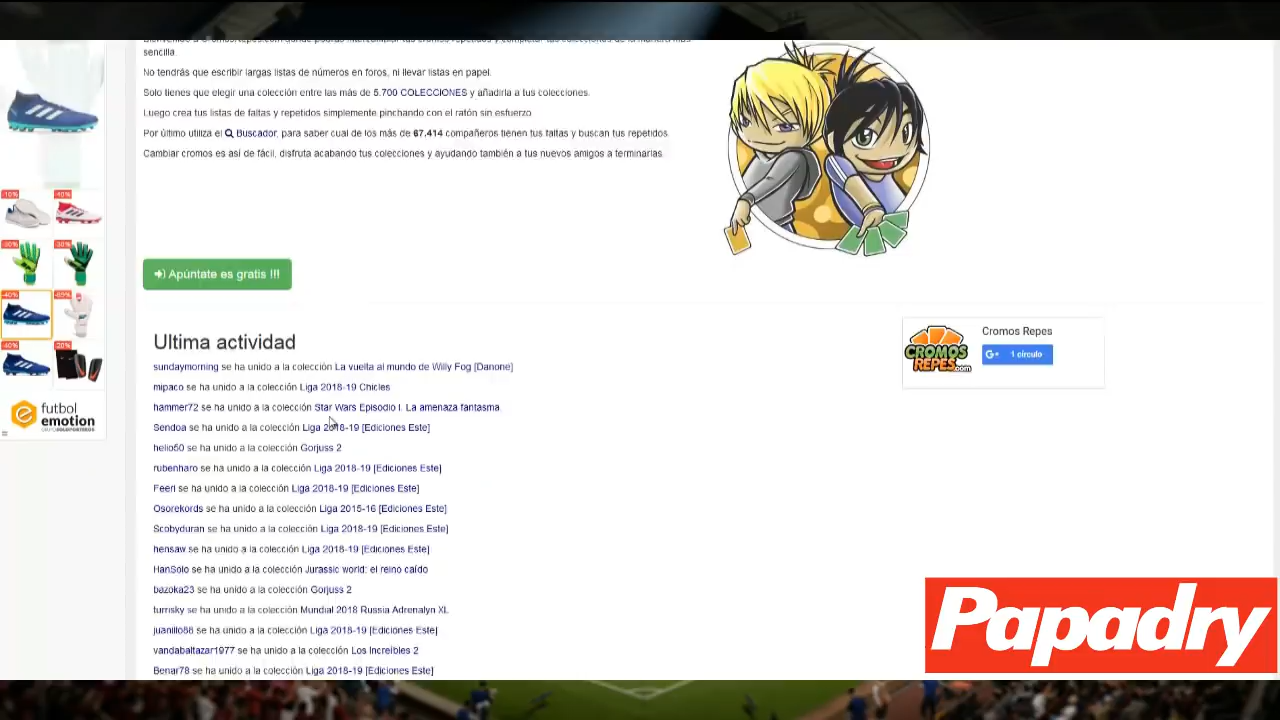 sencilla.
No tendrás que escribir largas listas de números en foros, ni llevar listas en papel.
Solo tienes que elegir una colección entre las más de 5.700 COLECCIONES y añadirla a tus colecciones.
Luego crea tus listas de faltas y repetidos simplemente pinchando con el ratón sin esfuerzo
Por último utiliza el Buscador, para saber cual de los más de 67.414 compañeros tienen tus faltas y buscan tus repetidos.
Cambiar cromos es así de fácil, disfruta acabando tus colecciones y ayudando también a tus nuevos amigos a terminarlas.
Apúntate es gratis !!!
Ultima actividad
sundaymorning se ha unido a la colección La vuelta al mundo de Willy Fog [Danone]
mipaco se ha unido a la colección Liga 2018-19 Chicles
hammer72 se ha unido a la colección Star Wars Episodio I. La amenaza fantasma
Sendoa se ha unido a la colección Liga 2018-19 [Ediciones Este]
helio50 se ha unido a la colección Gorjuss 2
rubenharo se ha unido a la colección Liga 2018-19 [Ediciones Este]
Feeri se ha unido a la colección Liga 2018-19 [Ediciones Este]
Osorekords se ha unido a la colección Liga 2015-16 [Ediciones Este]
Scobyduran se ha unido a la colección Liga 2018-19 [Ediciones Este]
hensaw se ha unido a la colección Liga 2018-19 [Ediciones Este]
HanSolo se ha unido a la colección Jurassic world: el reino caído
bazoka23 se ha unido a la colección Gorjuss 2
turrisky se ha unido a la colección Mundial 2018 Russia Adrenalyn XL
juanillo88 se ha unido a la colección Liga 2018-19 [Ediciones Este]
vandabaltazar1977 se ha unido a la colección Los Increíbles 2
Benar78 se ha unido a la colección Liga 2018-19 [Ediciones Este]
Cromos Repes
G+ 1 círculo
CROMOS
REPES.com
-10%
-40%
-30%
30%
-40%
-40%
20%
futbol
emotion
Papadry